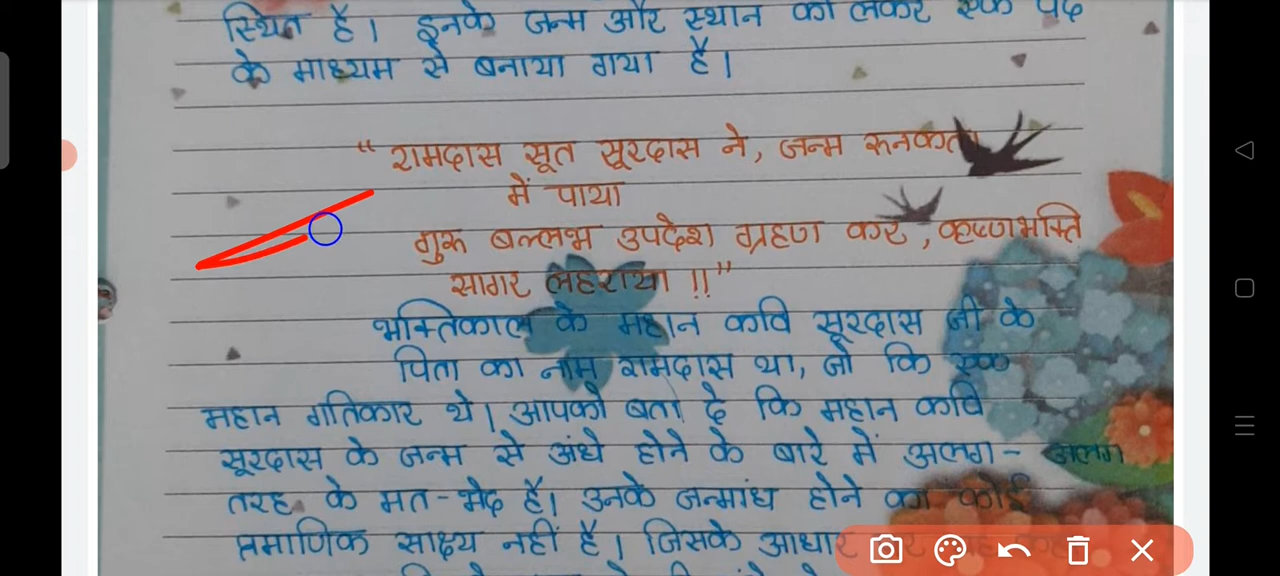 स्थित है। इनके जन्म और स्थान को लेकर एक पद
के माध्यम से बनाया गया है।
“ रामदास सूत सूरदास ने, जन्म रुनकता
में पाया
गुरु बल्लभ उपदेश ग्रहण कर, कृष्णभक्ति
सागर लहराया !!”
भक्तिकाल के महान कवि सूरदास जी के
पिता का नाम रामदास था, जो कि एक
महान गतिकार थे। आपको बता दे कि महान कवि
सूरदास के जन्म से अंधे होने के बारे में अलग - अलग
तरह के मत-भेद है। उनके जन्मांध होने का कोई
प्रमाणिक साक्ष्य नहीं है। जिसके आधार